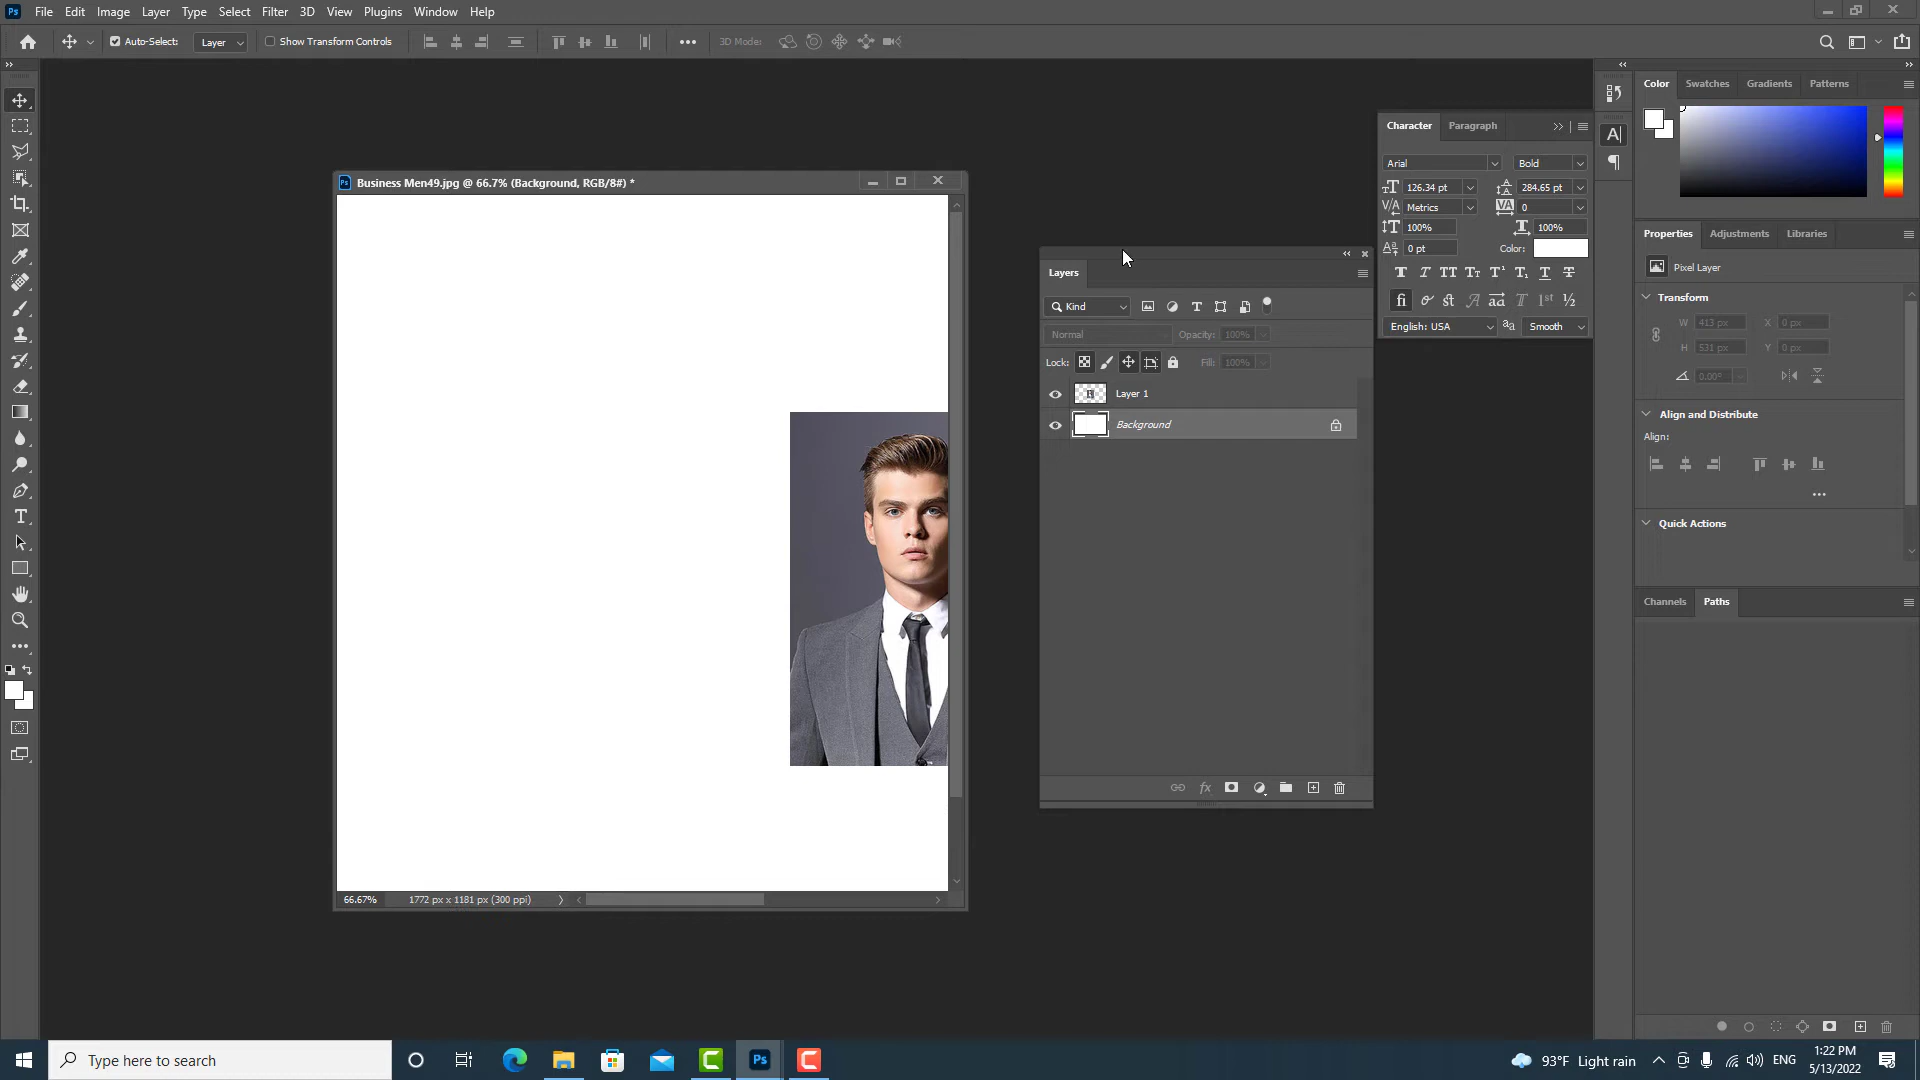 Ps File Edit Image Layer Type Select Filter 3D View Plugins Window Help
Auto-Select: Layer Show Transform Controls 3D Mode:
Color Swatches Gradients Patterns
Character Paragraph
Arial Bold
126.34 pt 284.65 pt
Metrics 0
100% 100%
0 pt Color:
English: USA Smooth
Ps Business Men49.jpg @ 66.7% (Background, RGB/8#) *
Layers
Kind
Normal Opacity: 100%
Lock: Fill: 100%
Layer 1
Background
Properties Adjustments Libraries
Pixel Layer
Transform
W 413 px X 0 px
H 531 px Y 0 px
0.00°
Align and Distribute
Align:
Quick Actions
Channels Paths
66.67% 1772 px x 1181 px (300 ppi)
Type here to search
Ps
93°F Light rain
ENG
1:22 PM
5/13/2022